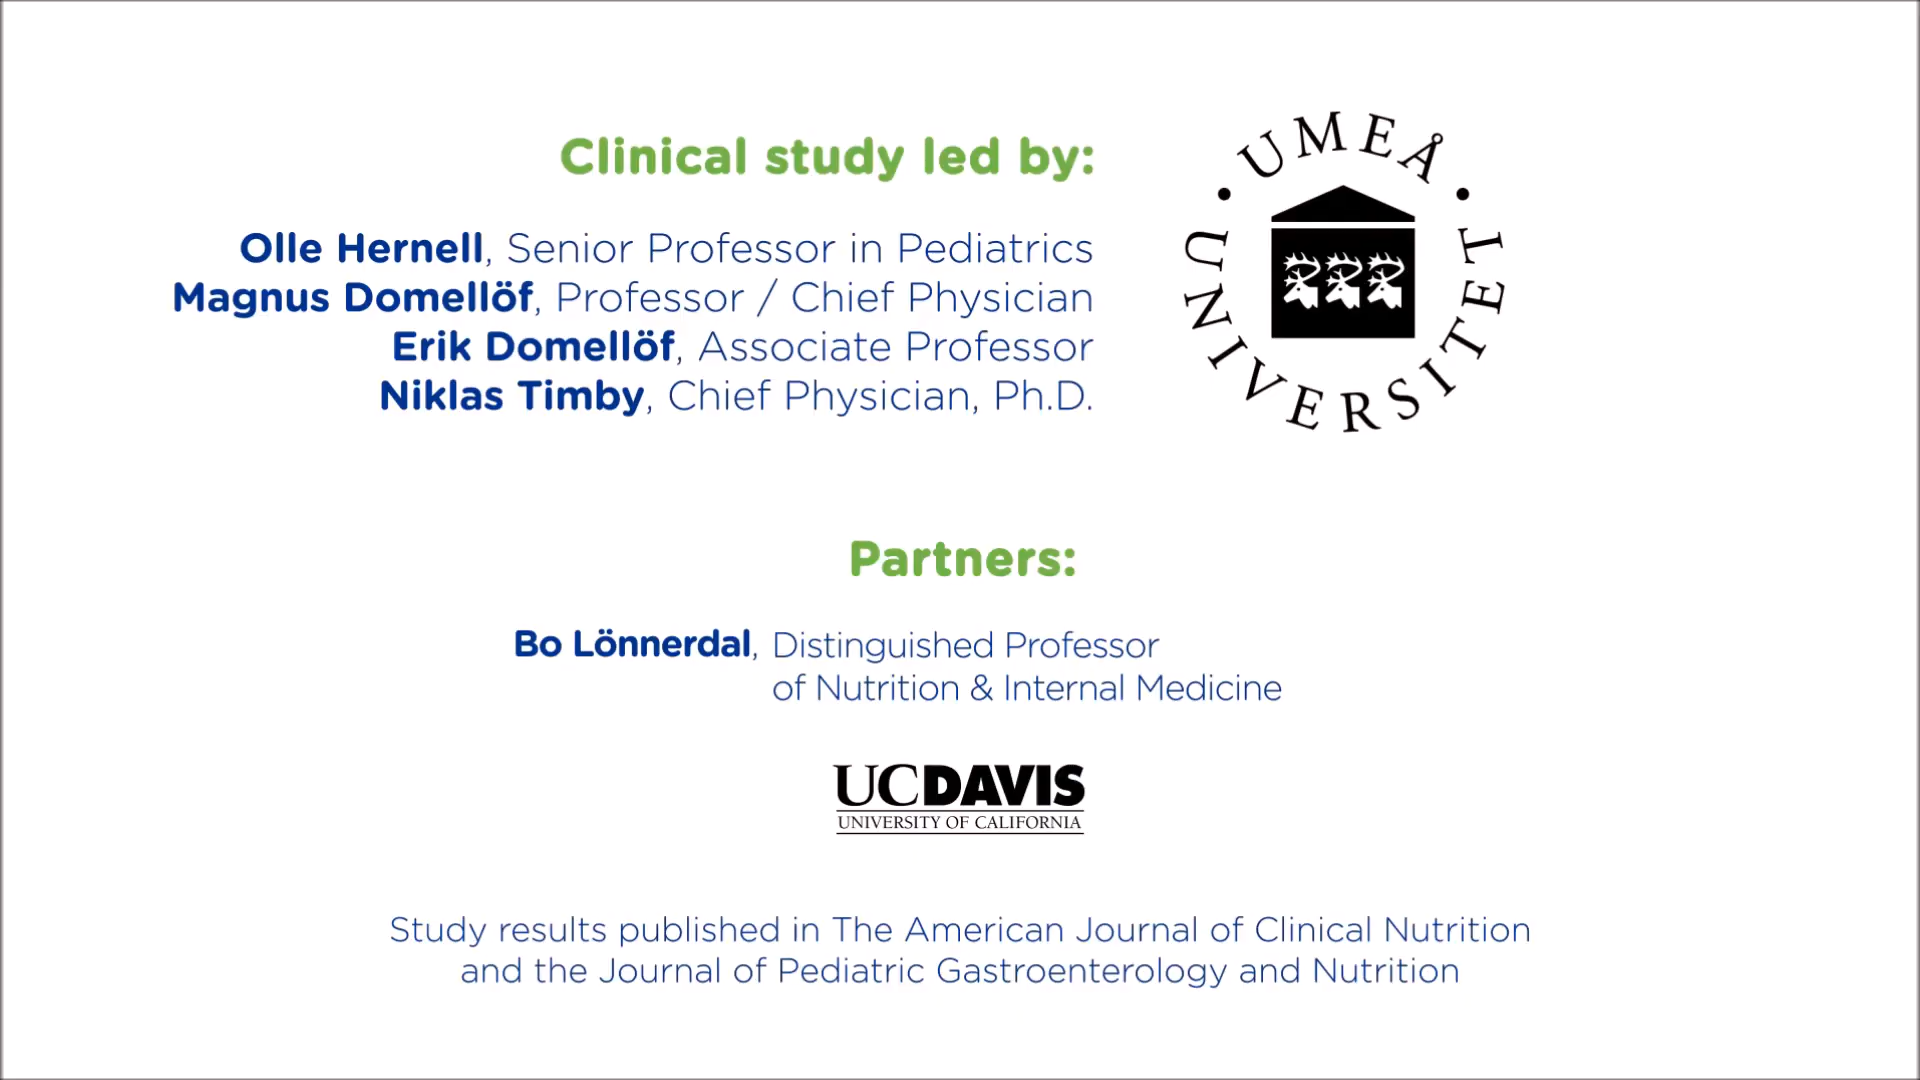 Clinical study led by:
Olle Hernell, Senior Professor in Pediatrics
Magnus Domellöf, Professor / Chief Physician
Erik Domellöf, Associate Professor
Niklas Timby, Chief Physician, Ph.D.
· UMEÅ ·
UNIVERSITET
Partners:
Bo Lönnerdal, Distinguished Professor
of Nutrition & Internal Medicine
UCDAVIS
UNIVERSITY OF CALIFORNIA
Study results published in The American Journal of Clinical Nutrition
and the Journal of Pediatric Gastroenterology and Nutrition